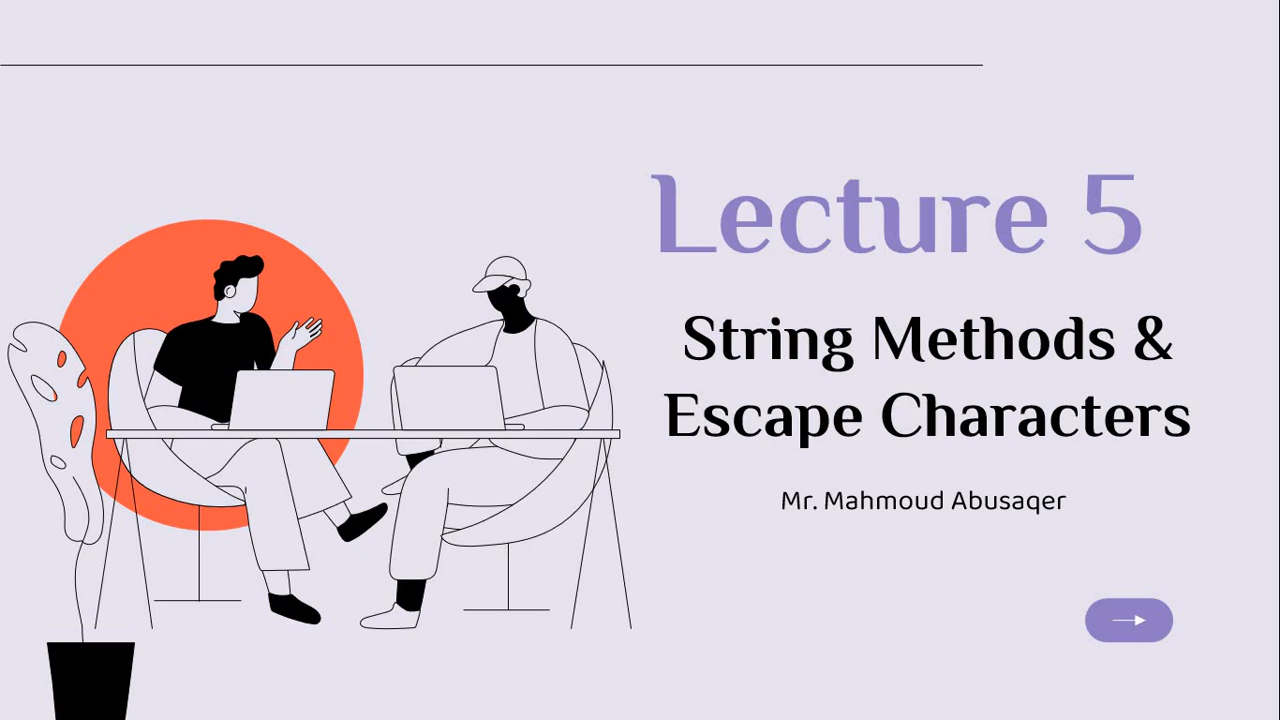 Lecture 5
String Methods &
Escape Characters
Mr. Mahmoud Abusaqer